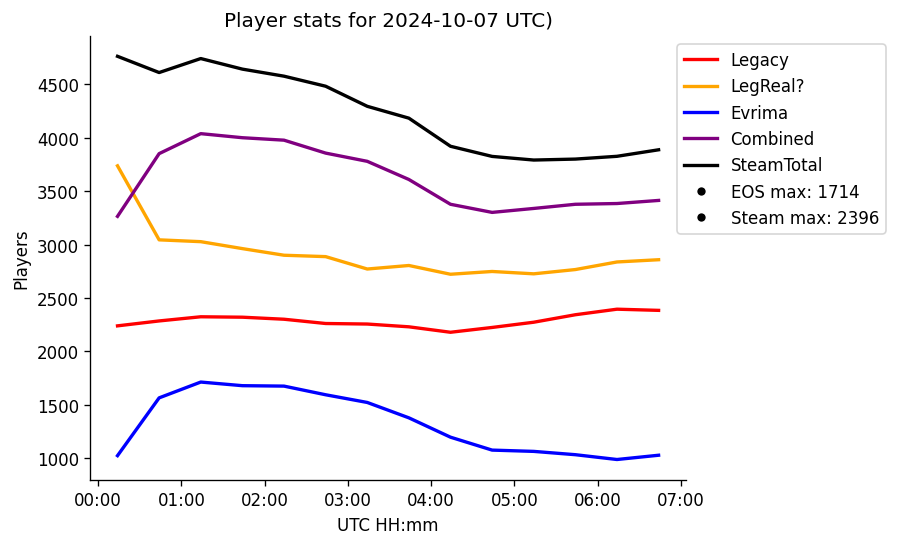 Player stats for 2024-10-07 UTC)
Legacy
LegReal?
Evrima
Combined
SteamTotal
EOS max: 1714
Steam max: 2396
Players
4500
4000
3500
3000
2500
2000
1500
1000
00:00 01:00 02:00 03:00 04:00 05:00 06:00 07:00
UTC HH:mm